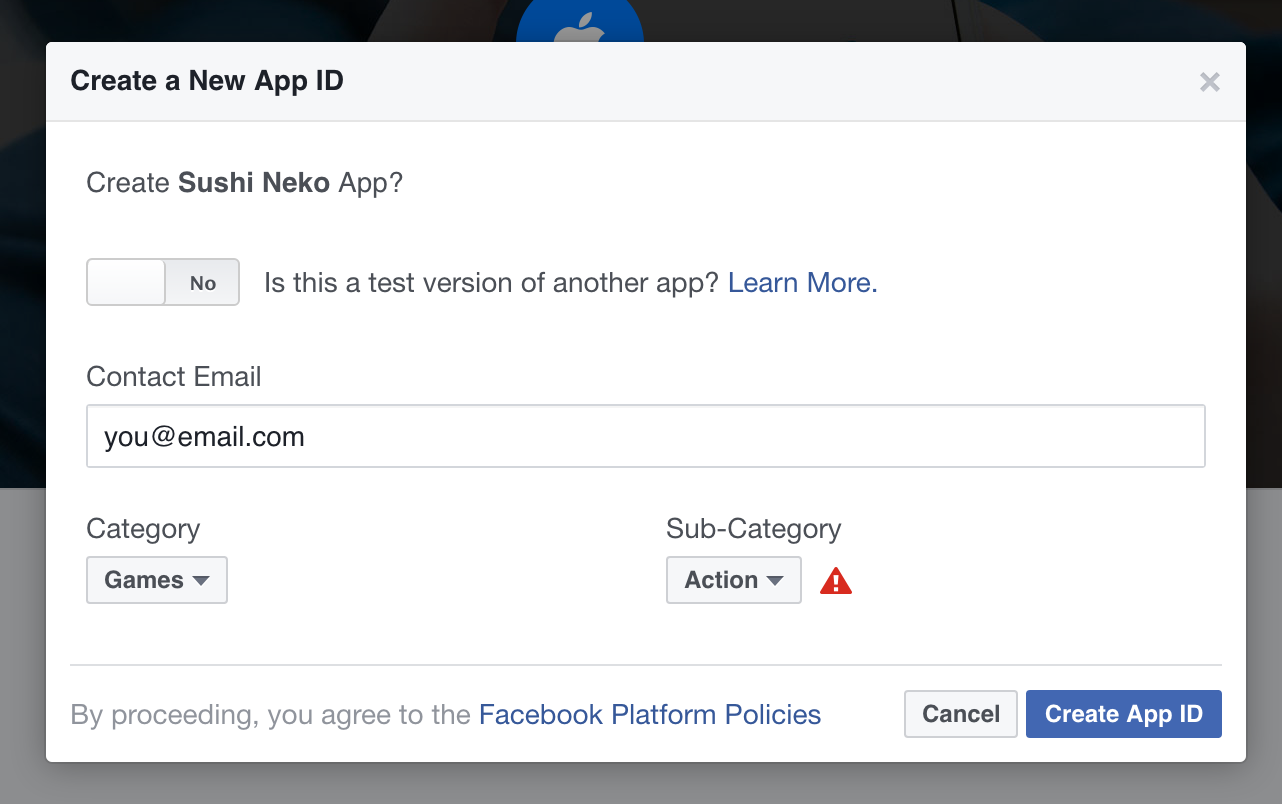 Create a New App ID
Create Sushi Neko App?
No
Is this a test version of another app? Learn More.
Contact Email
you@email.com
Category
Sub-Category
Games
Action
By proceeding, you agree to the Facebook Platform Policies
Cancel
Create App ID